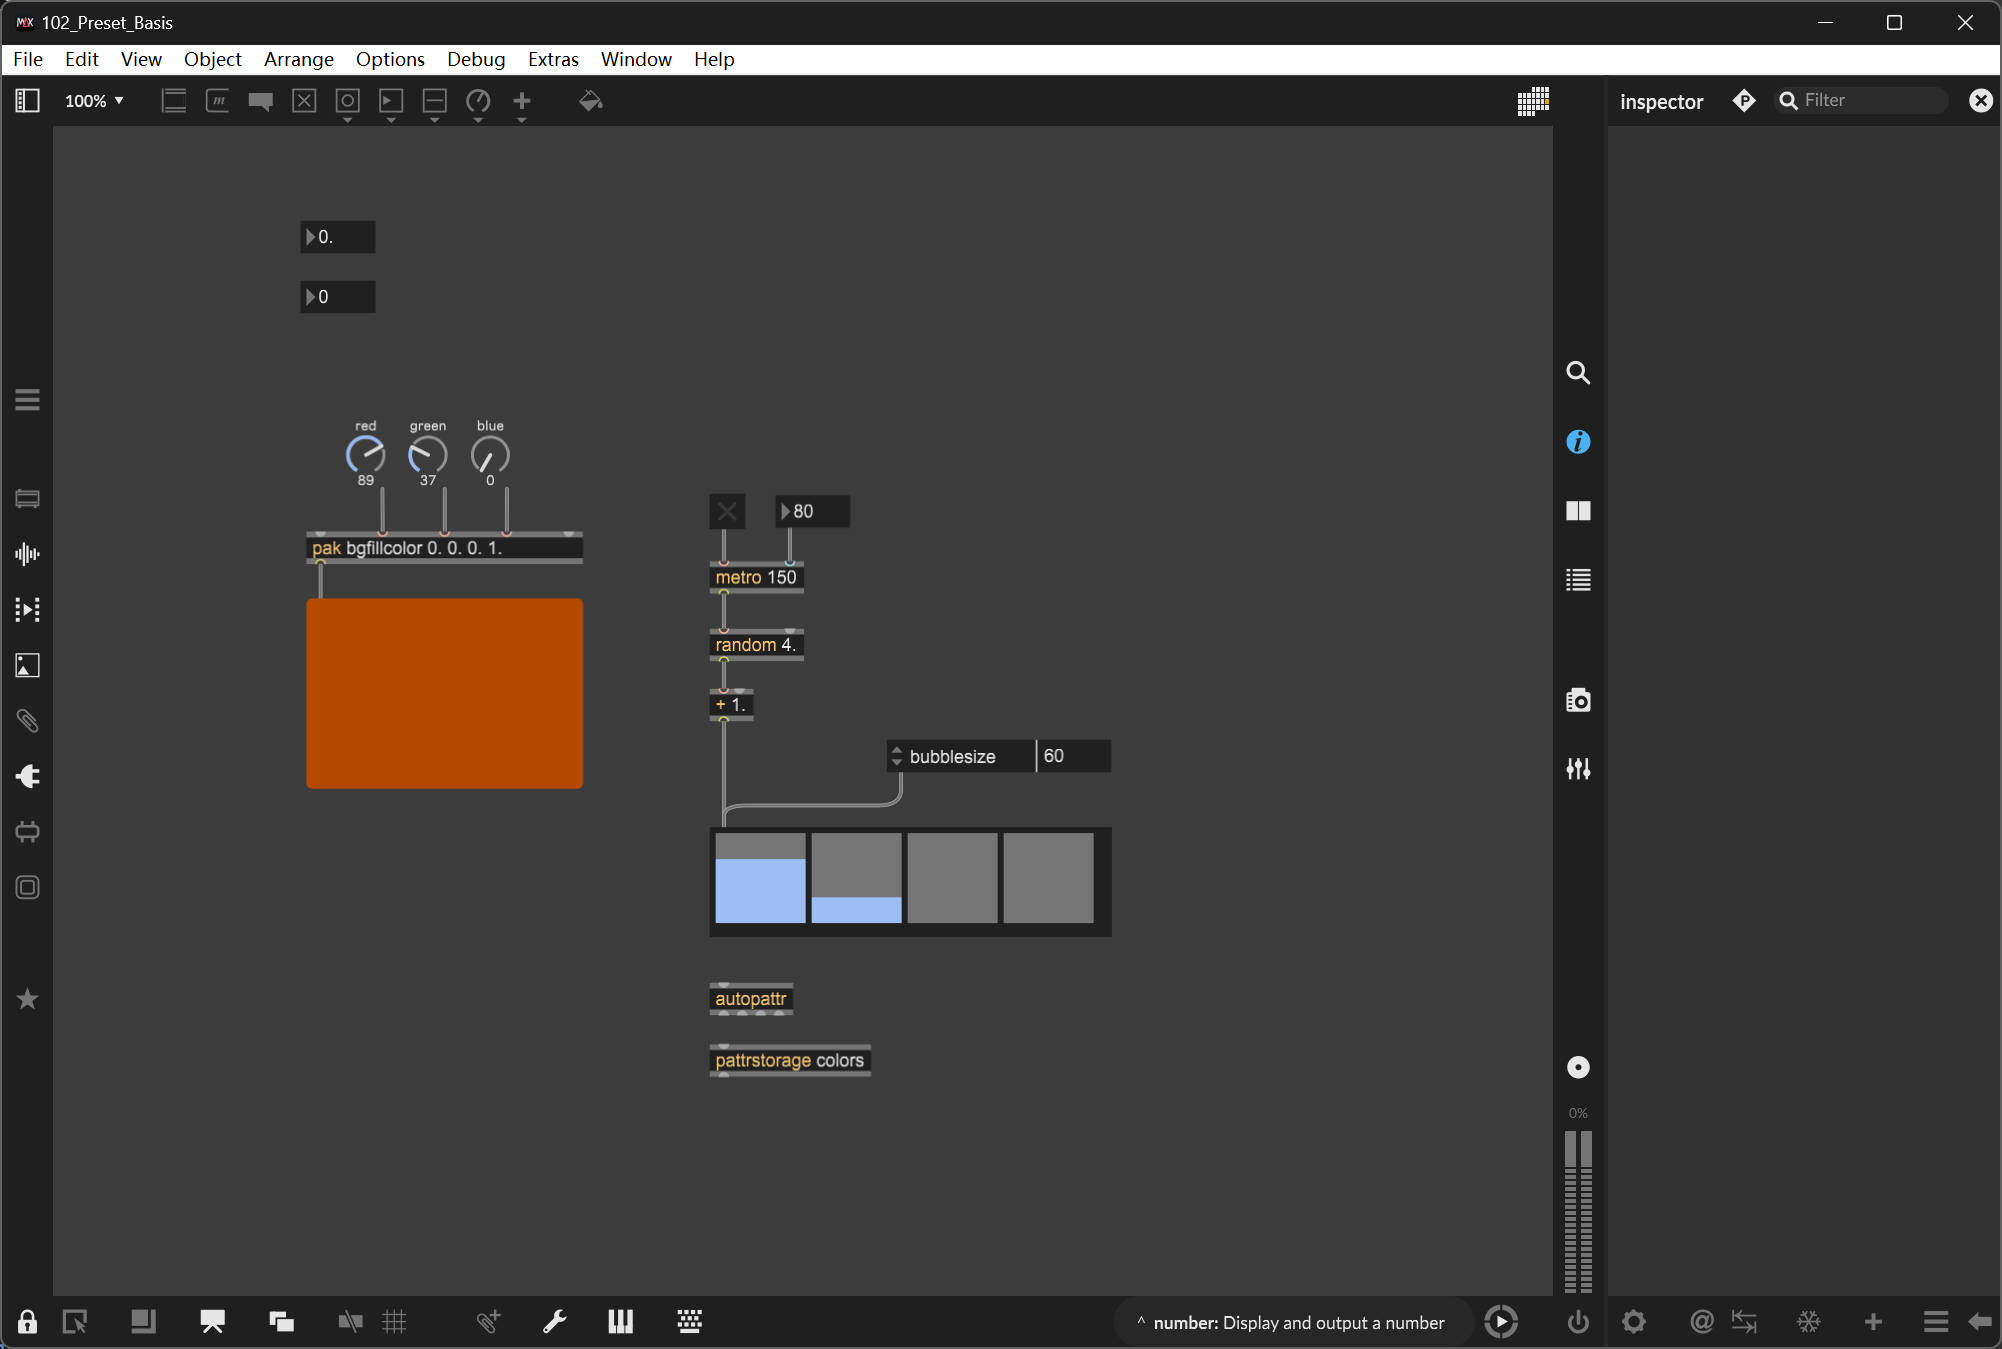 102_Preset_Basis
File Edit View Object Arrange Options Debug Extras Window Help
100%
inspector
Filter
0.
0
red green blue
89 37 0
pak bgfillcolor 0. 0. 0. 1.
80
metro 150
random 4.
+ 1.
bubblesize 60
autopattr
pattrstorage colors
0%
^ number: Display and output a number